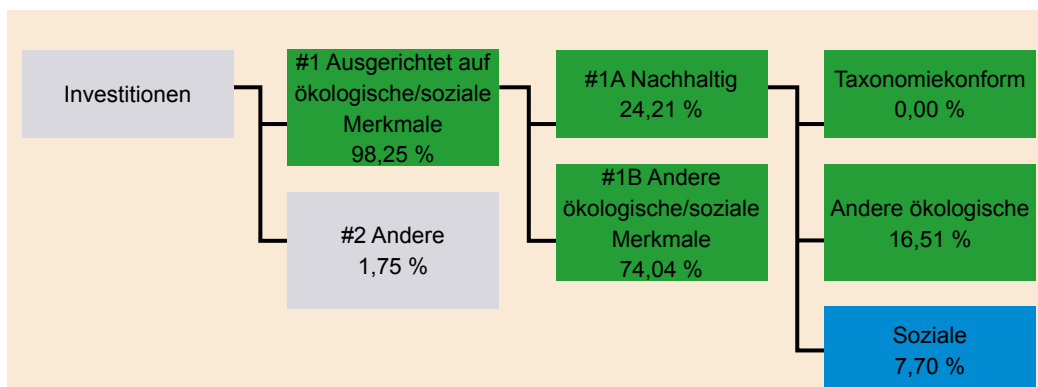 Investitionen
#1 Ausgerichtet auf
ökologische/soziale
Merkmale
98,25 %
#2 Andere
1,75 %
#1A Nachhaltig
24,21 %
#1B Andere
ökologische/soziale
Merkmale
74,04 %
Taxonomiekonform
0,00 %
Andere ökologische
16,51 %
Soziale
7,70 %